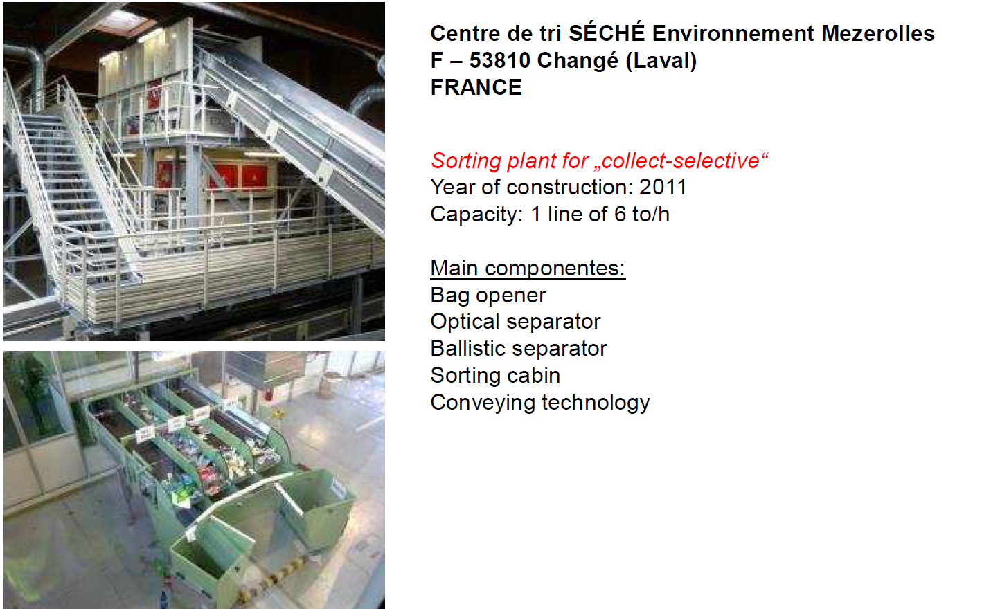 Centre de tri SÉCHÉ Environnement Mezerolles
F – 53810 Changé (Laval)
FRANCE
Sorting plant for „collect-selective“
Year of construction: 2011
Capacity: 1 line of 6 to/h
Main componentes:
Bag opener
Optical separator
Ballistic separator
Sorting cabin
Conveying technology